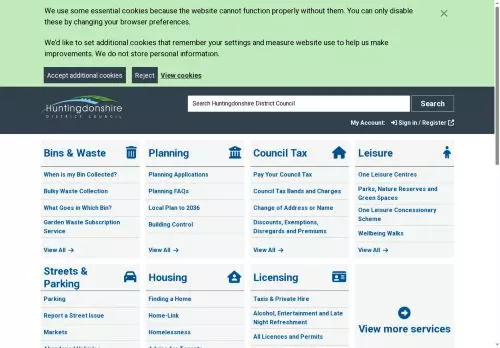 We use some essential cookies because the website cannot function properly without them. You can only disable
these by changing your browser preferences.
We'd like to set additional cookies that remember your settings and measure website use to help us make
improvements. We do not store personal information.
Accept additional cookies
Reject
View cookies
Huntingdonshire
DISTRICT COUNCIL
Search Huntingdonshire District Council
Search
My Account:
Sign in / Register
Bins & Waste
When is my Bin Collected?
Bulky Waste Collection
What Goes in Which Bin?
Garden Waste Subscription
Service
View All
Planning
Planning Applications
Planning FAQs
Local Plan to 2036
Building Control
View All
Council Tax
Pay Your Council Tax
Council Tax Bands and Charges
Change of Address or Name
Discounts, Exemptions,
Disregards and Premiums
View All
Leisure
One Leisure Centres
Parks, Nature Reserves and
Green Spaces
One Leisure Concessionary
Scheme
Wellbeing Walks
View All
Streets &
Parking
Parking
Report a Street Issue
Markets
Housing
Finding a Home
Home-Link
Homelessness
Licensing
Taxis & Private Hire
Alcohol, Entertainment and Late
Night Refreshment
All Licences and Permits
View more services